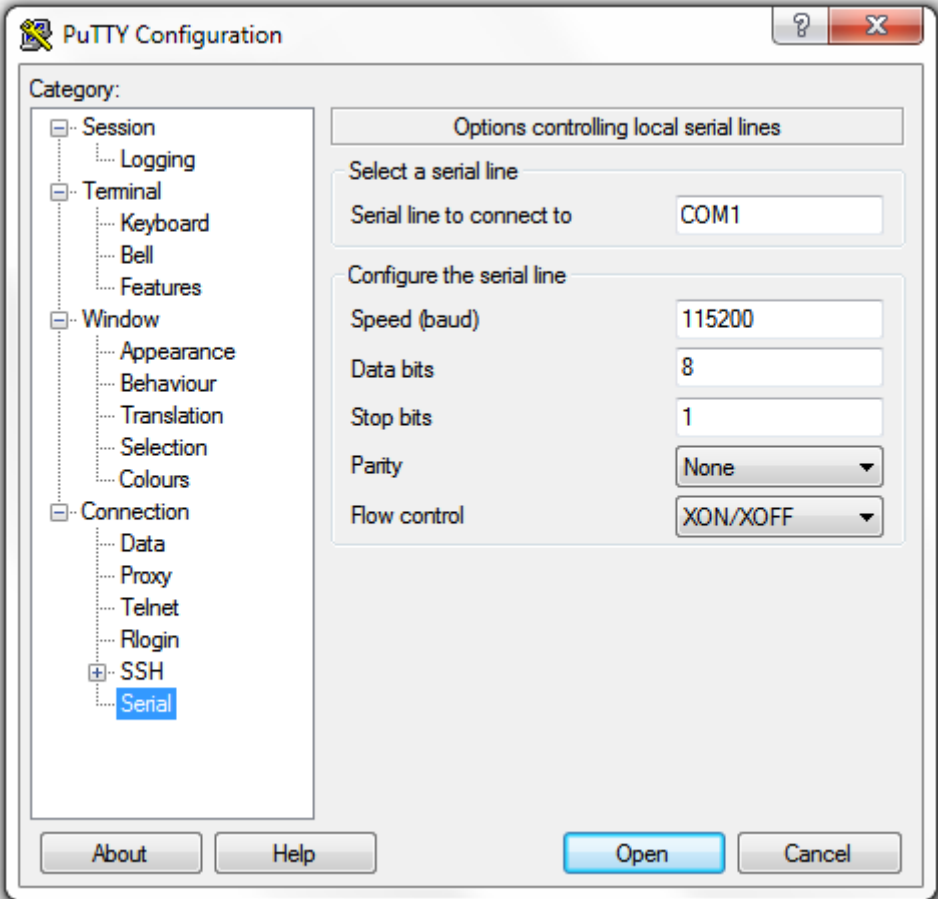 PuTTY Configuration
?
X
Category:
Session
Logging
Terminal
Keyboard
Bell
Features
Window
Appearance
Behaviour
Translation
Selection
Colours
Connection
Data
Proxy
Telnet
Rlogin
SSH
Serial
Options controlling local serial lines
Select a serial line
Serial line to connect to COM1
Configure the serial line
Speed (baud) 115200
Data bits 8
Stop bits 1
Parity None
Flow control XON/XOFF
About Help Open Cancel